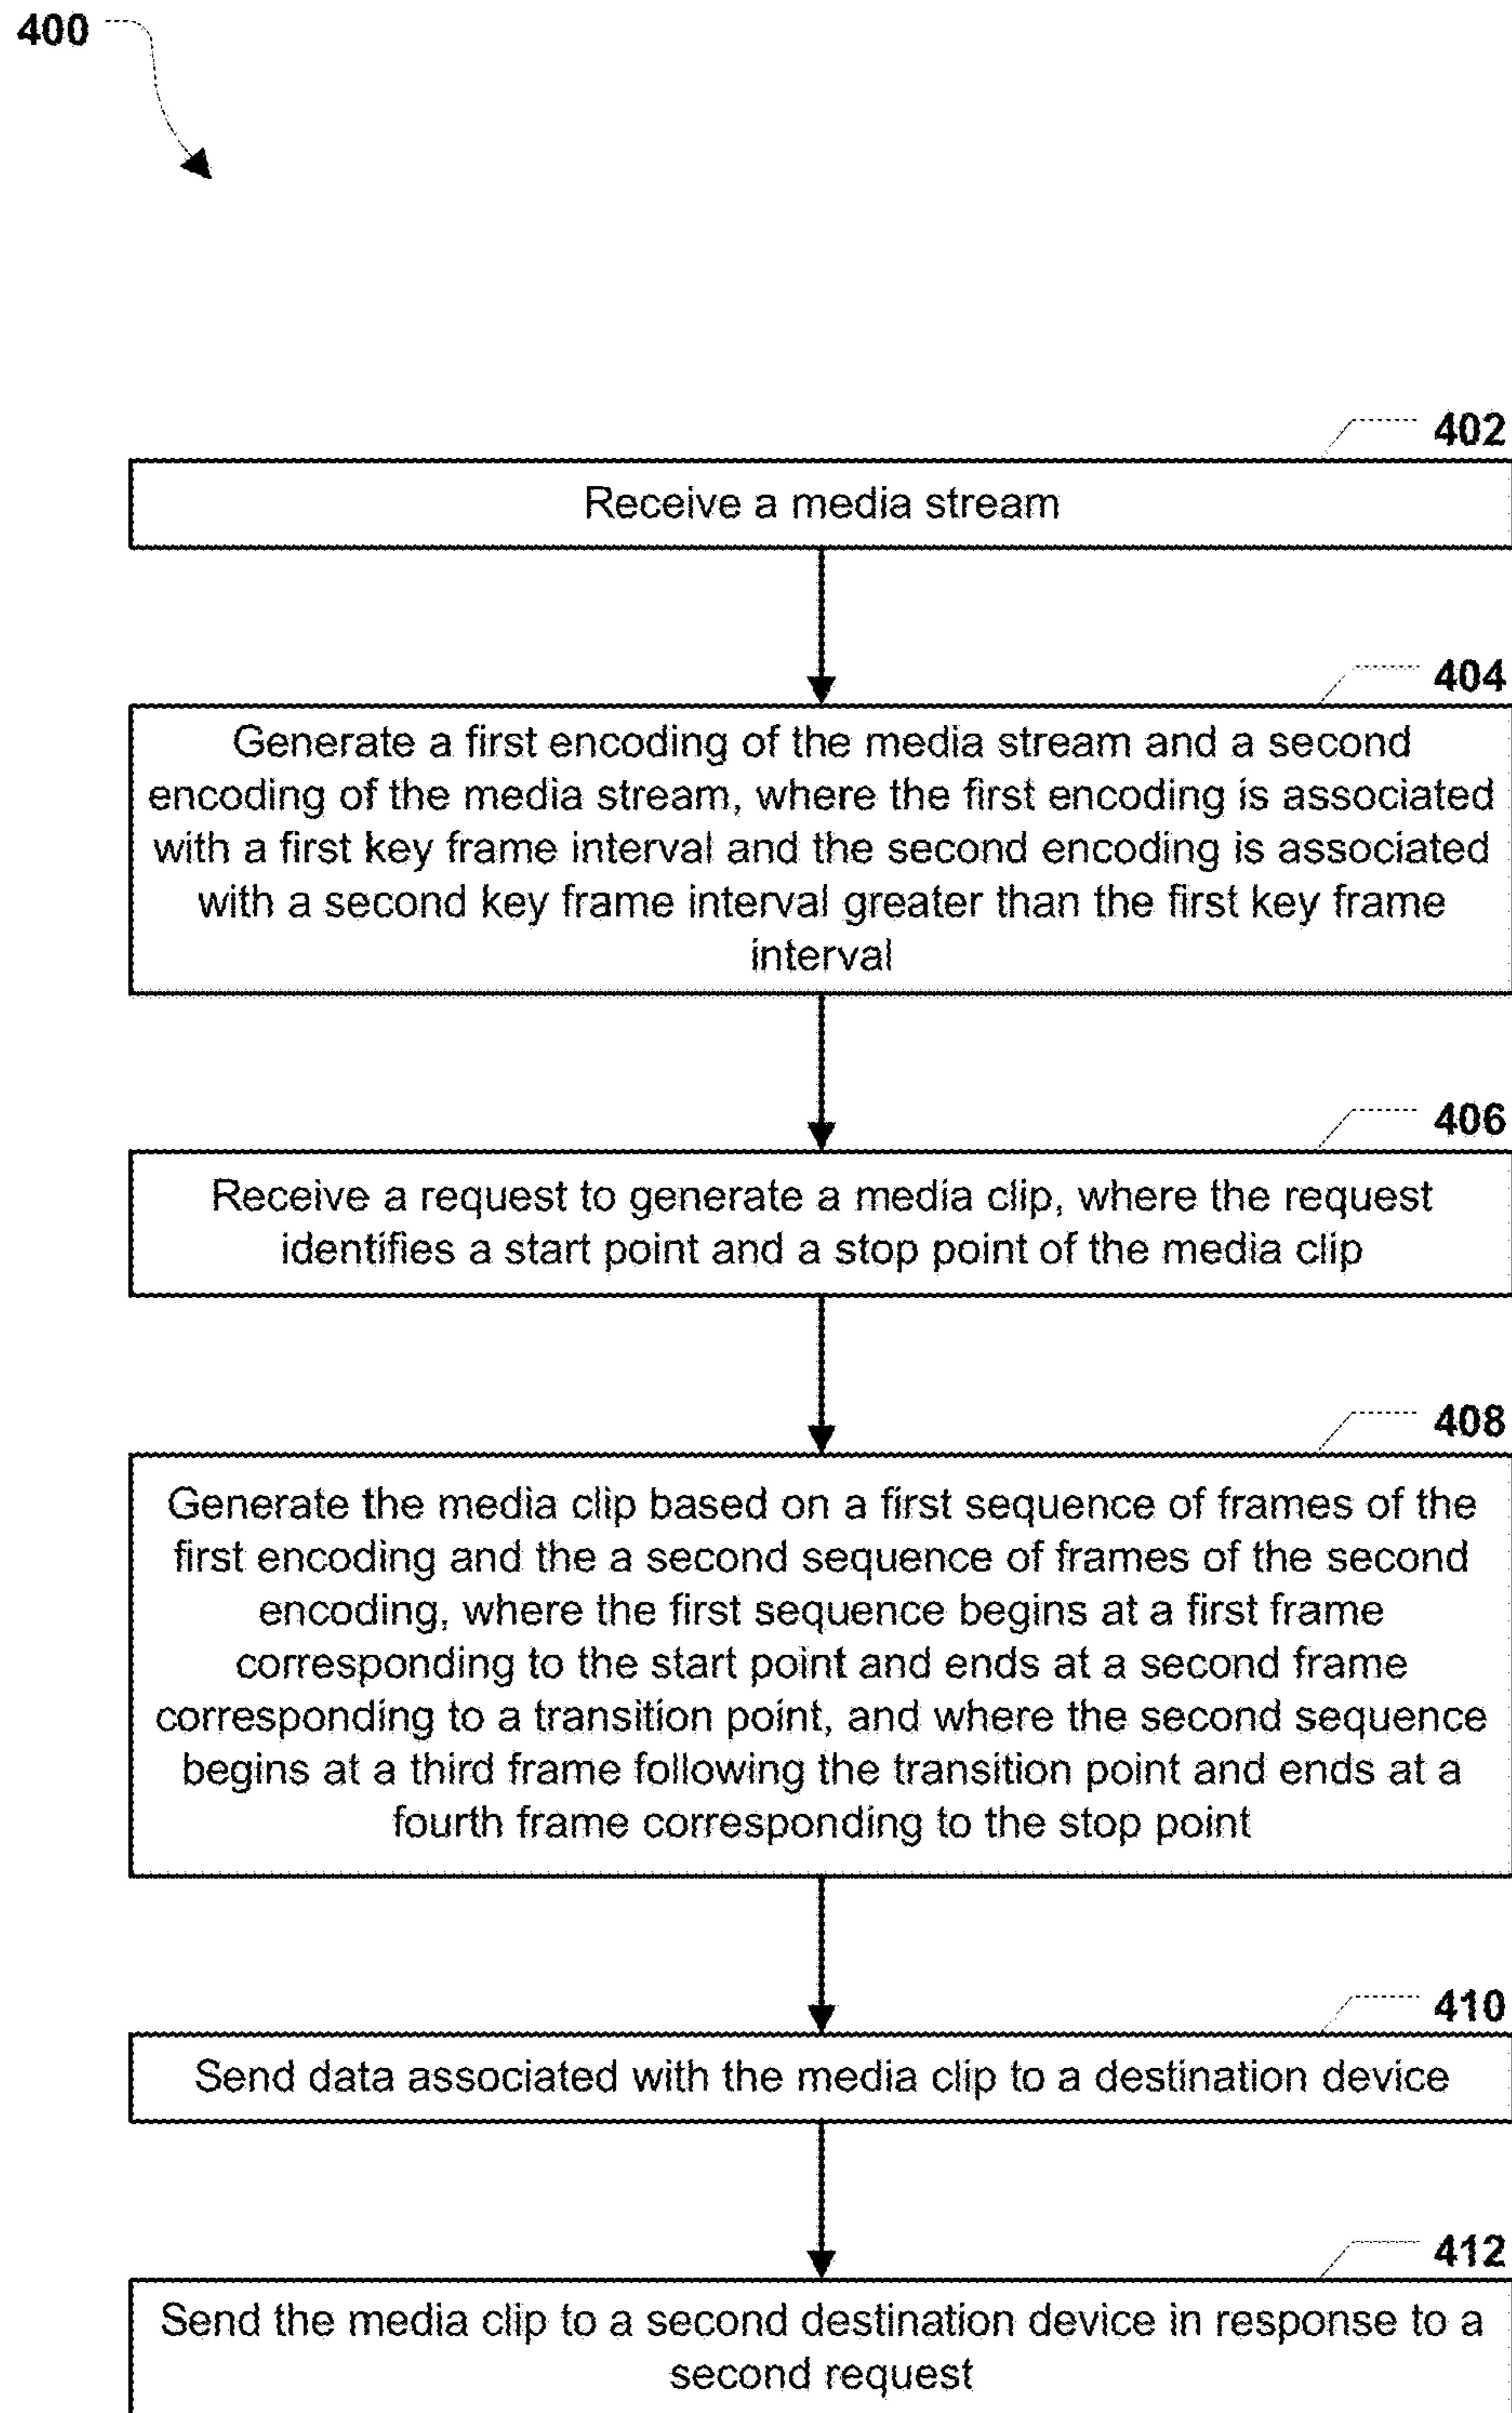 400
402
Receive a media stream
404
Generate a first encoding of the media stream and a second
encoding of the media stream, where the first encoding is associated
with a first key frame interval and the second encoding is associated
with a second key frame interval greater than the first key frame
interval
406
Receive a request to generate a media clip, where the request
identifies a start point and a stop point of the media clip
408
Generate the media clip based on a first sequence of frames of the
first encoding and the a second sequence of frames of the second
encoding, where the first sequence begins at a first frame
corresponding to the start point and ends at a second frame
corresponding to a transition point, and where the second sequence
begins at a third frame following the transition point and ends at a
fourth frame corresponding to the stop point
410
Send data associated with the media clip to a destination device
412
Send the media clip to a second destination device in response to a
second request